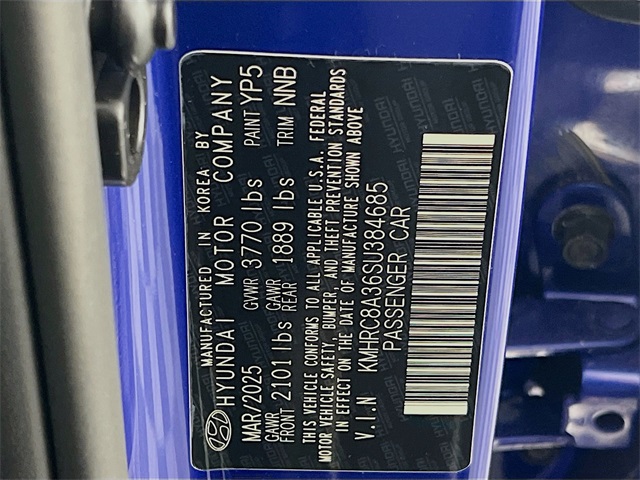 MANUFACTURED IN KOREA BY
HYUNDAI MOTOR COMPANY
MAR/2025 GVWR 3770 lbs PAINT YP5
GAWR FRONT 2101 lbs GAWR REAR 1889 lbs TRIM NNB
THIS VEHICLE CONFORMS TO ALL APPLICABLE U.S.A. FEDERAL
MOTOR VEHICLE SAFETY, BUMPER, AND THEFT PREVENTION STANDARDS
IN EFFECT ON THE DATE OF MANUFACTURE SHOWN ABOVE
V.I.N KMHRC8A36SU384685
PASSENGER CAR